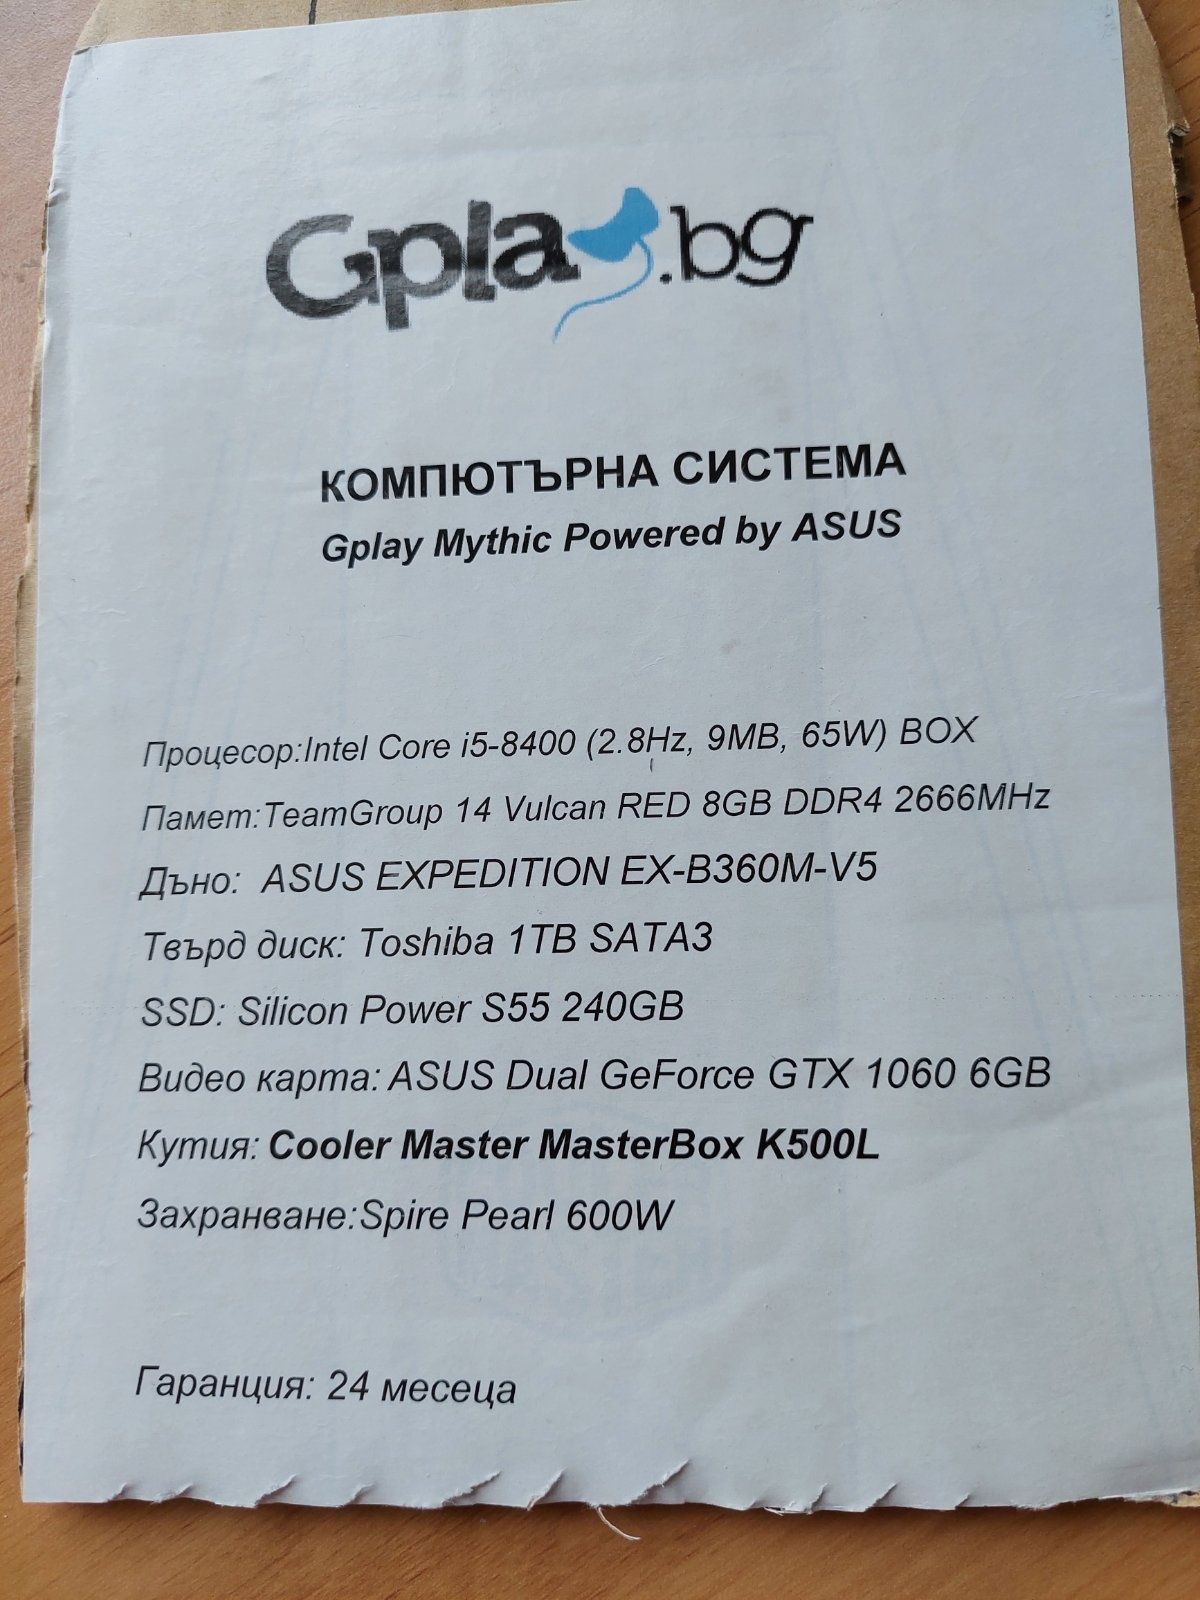 Gplay.bg
КОМПЮТЪРНА СИСТЕМА
Gplay Mythic Powered by ASUS
Процесор:Intel Core i5-8400 (2.8Hz, 9MB, 65W) BOX
Памет:TeamGroup 14 Vulcan RED 8GB DDR4 2666MHz
Дъно: ASUS EXPEDITION EX-B360M-V5
Твърд диск: Toshiba 1TB SATA3
SSD: Silicon Power S55 240GB
Видео карта: ASUS Dual GeForce GTX 1060 6GB
Кутия: Cooler Master MasterBox K500L
Захранване:Spire Pearl 600W
Гаранция: 24 месеца